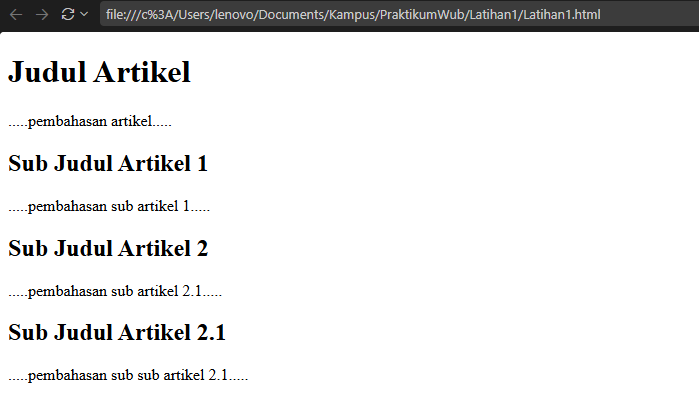 file:///c%3A/Users/lenovo/Documents/Kampus/PraktikumWub/Latihan1/Latihan1.html
Judul Artikel
.....pembahasan artikel.....
Sub Judul Artikel 1
.....pembahasan sub artikel 1.....
Sub Judul Artikel 2
.....pembahasan sub artikel 2.1.....
Sub Judul Artikel 2.1
.....pembahasan sub sub artikel 2.1.....